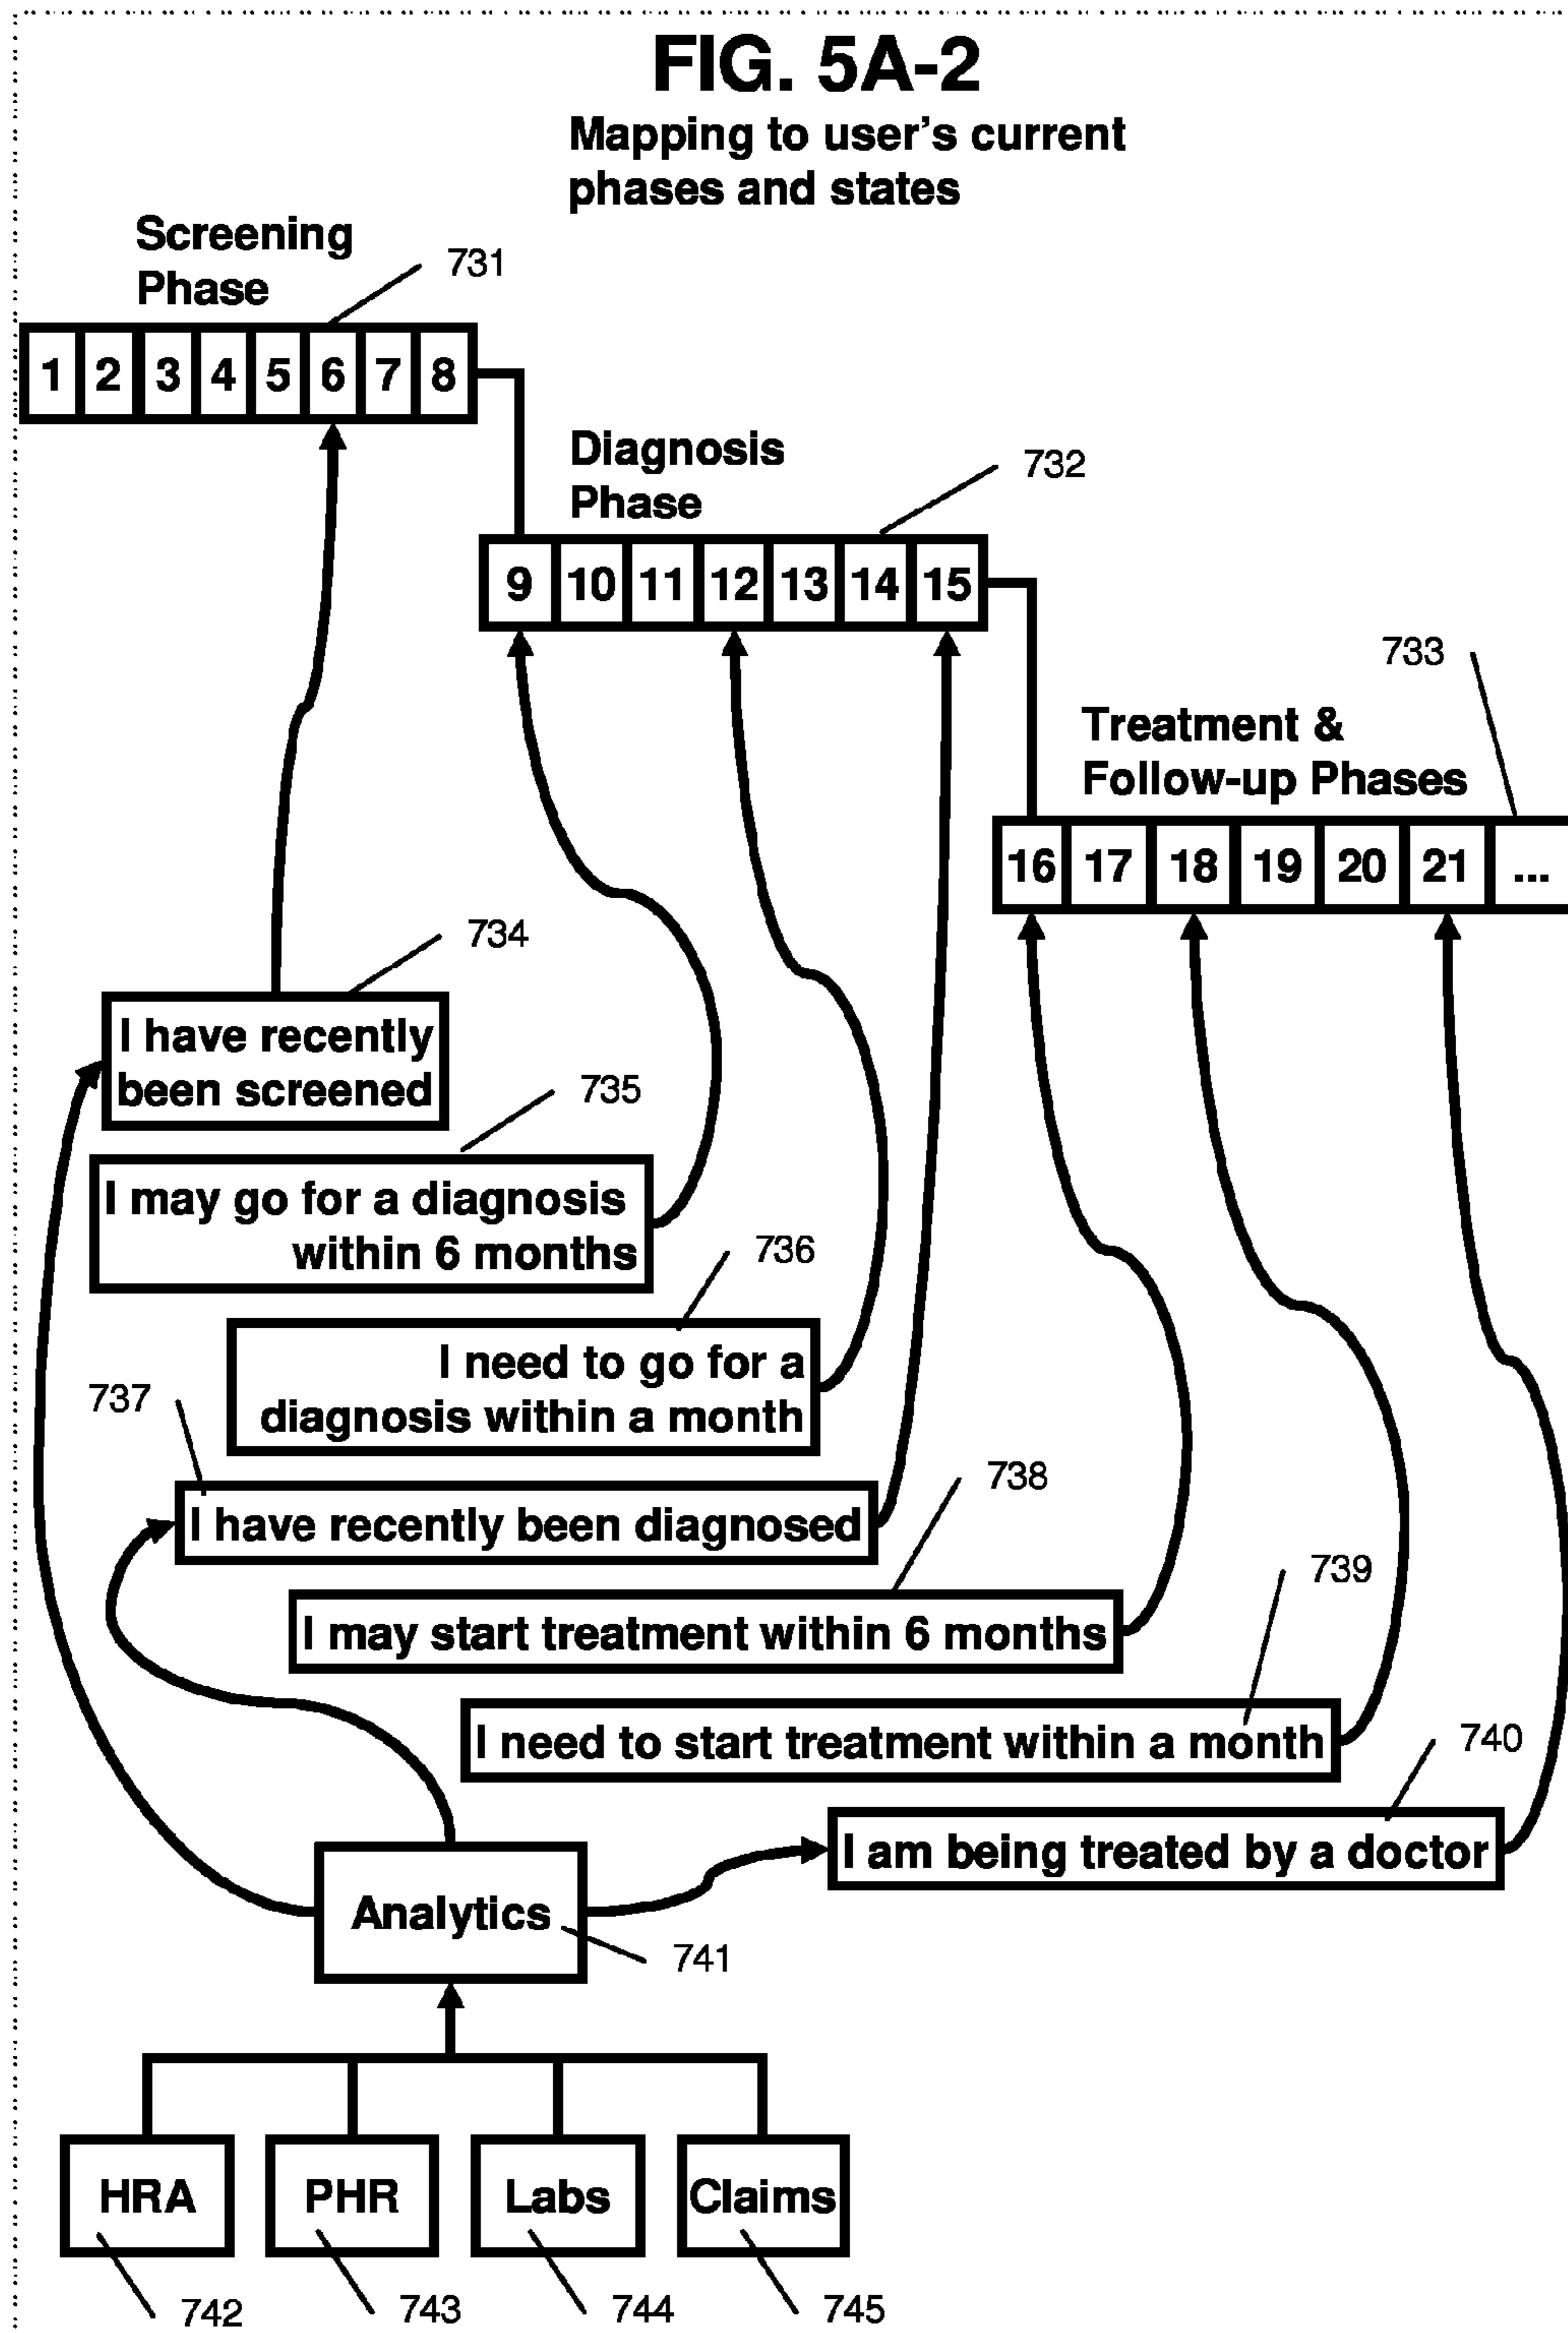 FIG. 5A-2
Mapping to user's current
phases and states
Screening
Phase
731
1 2 3 4 5 6 7 8
Diagnosis
Phase
732
9 10 11 12 13 14 15
733
Treatment &
Follow-up Phases
16 17 18 19 20 21 ...
734
I have recently
been screened
735
I may go for a diagnosis
within 6 months
736
I need to go for a
diagnosis within a month
737
I have recently been diagnosed
738
I may start treatment within 6 months
739
I need to start treatment within a month
740
I am being treated by a doctor
Analytics
741
HRA PHR Labs Claims
742 743 744 745